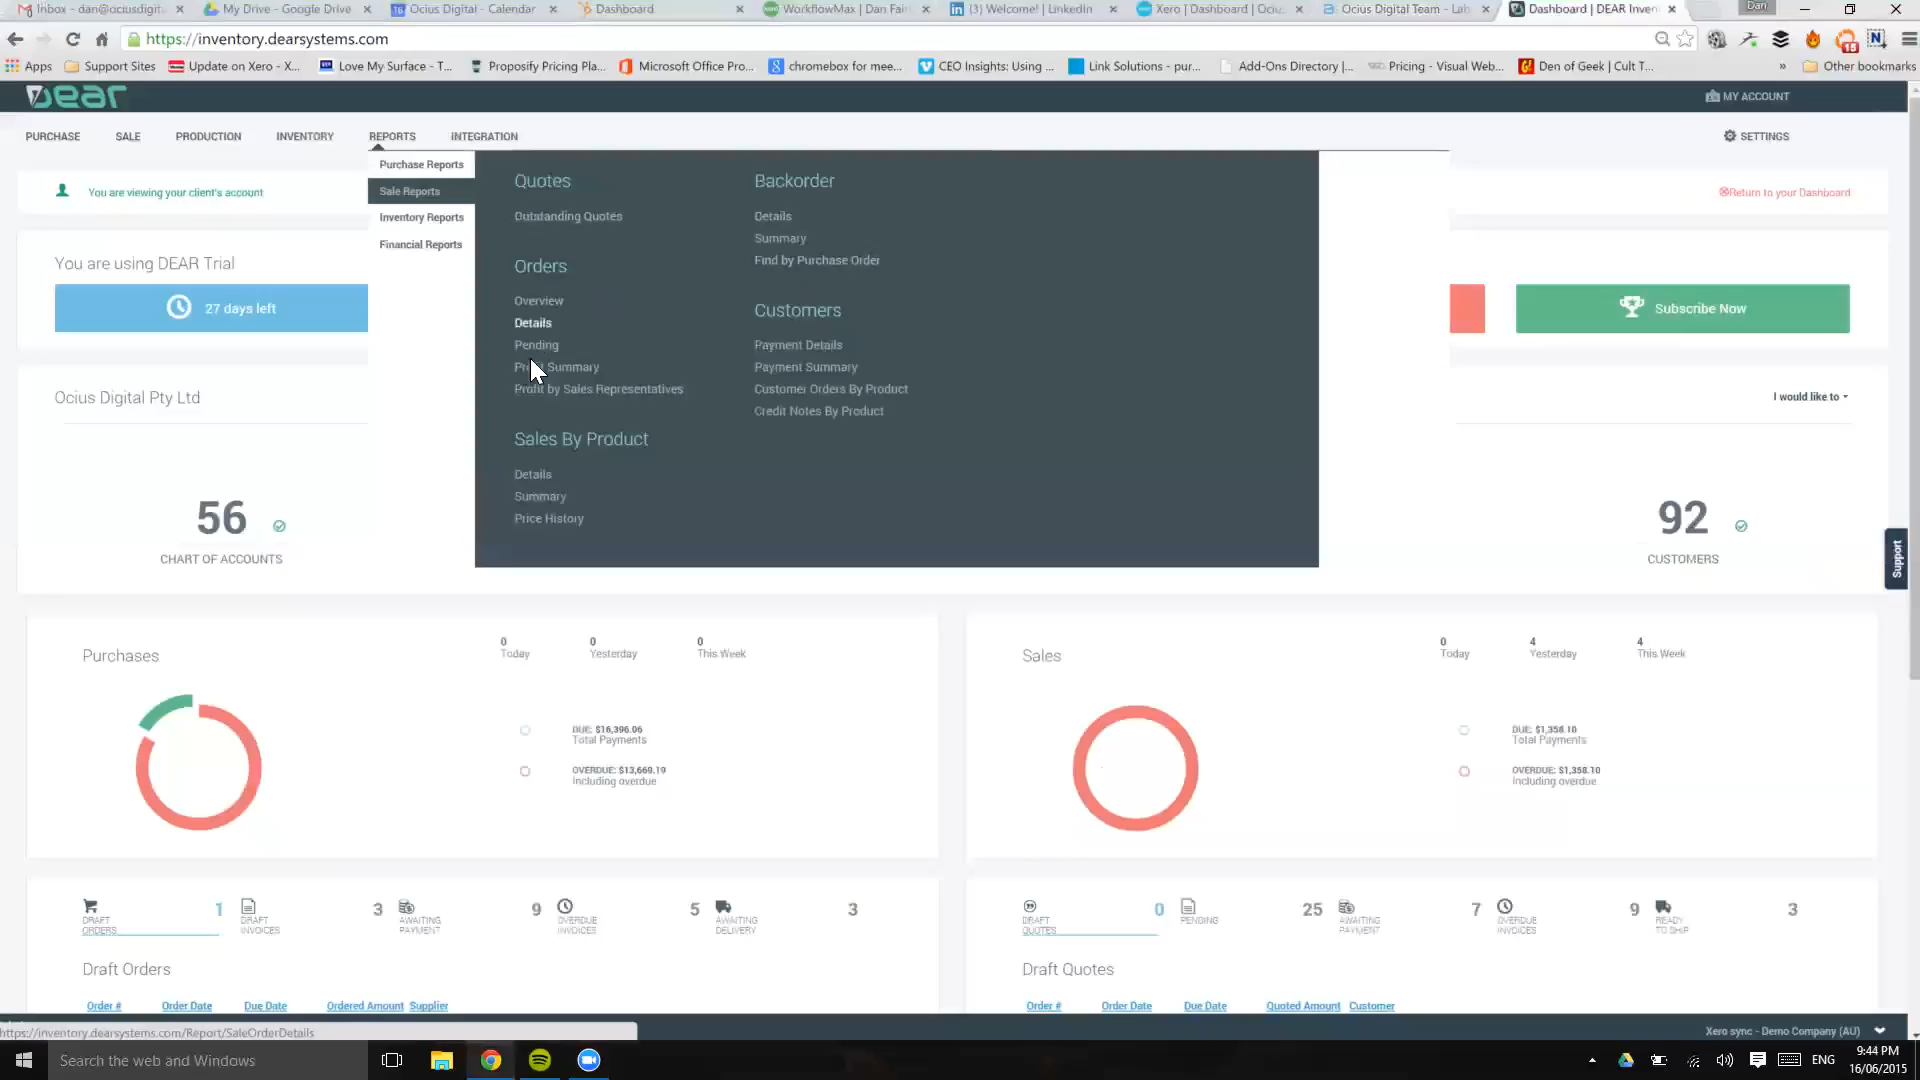 Inbox - dan@ociusdigit
My Drive - Google Drive
Ocius Digital - Calendar
Dashboard
WorkflowMax | Dan Fair
(3) Welcome! | LinkedIn
Xero | Dashboard | Ociu
Ocius Digital Team - Lab
Dashboard | DEAR Inven
Dan
https://inventory.dearsystems.com
15
Apps
Support Sites
Update on Xero - X...
Love My Surface - T...
Proposify Pricing Pla...
Microsoft Office Pro...
chromebox for mee...
CEO Insights: Using ...
Link Solutions - pur...
Add-Ons Directory |...
Pricing - Visual Web...
Den of Geek | Cult T...
»
Other bookmarks
Dear
MY ACCOUNT
PURCHASE
SALE
PRODUCTION
INVENTORY
REPORTS
INTEGRATION
SETTINGS
Purchase Reports
Sale Reports
Inventory Reports
Financial Reports
Quotes
Outstanding Quotes
Orders
Overview
Details
Pending
Summary
Profit by Sales Representatives
Sales By Product
Details
Summary
Price History
Backorder
Details
Summary
Find by Purchase Order
Customers
Payment Details
Payment Summary
Customer Orders By Product
Credit Notes By Product
You are viewing your client's account
Return to your Dashboard
You are using DEAR Trial
27 days left
Subscribe Now
Ocius Digital Pty Ltd
I would like to
56
CHART OF ACCOUNTS
92
CUSTOMERS
Support
Purchases
0
Today
0
Yesterday
0
This Week
DUE: $16,396.06
Total Payments
OVERDUE: $13,669.19
Including overdue
Sales
0
Today
4
Yesterday
4
This Week
DUE: $1,358.10
Total Payments
OVERDUE: $1,358.10
Including overdue
DRAFT ORDERS
1
DRAFT INVOICES
3
AWAITING PAYMENT
9
OVERDUE INVOICES
5
AWAITING DELIVERY
3
DRAFT QUOTES
0
PENDING
25
AWAITING PAYMENT
7
OVERDUE INVOICES
9
READY TO SHIP
3
Draft Orders
Order #
Order Date
Due Date
Ordered Amount
Supplier
Draft Quotes
Order #
Order Date
Due Date
Quoted Amount
Customer
https://inventory.dearsystems.com/Report/SaleOrderDetails
Xero sync - Demo Company (AU)
Search the web and Windows
ENG
9:44 PM
16/06/2015